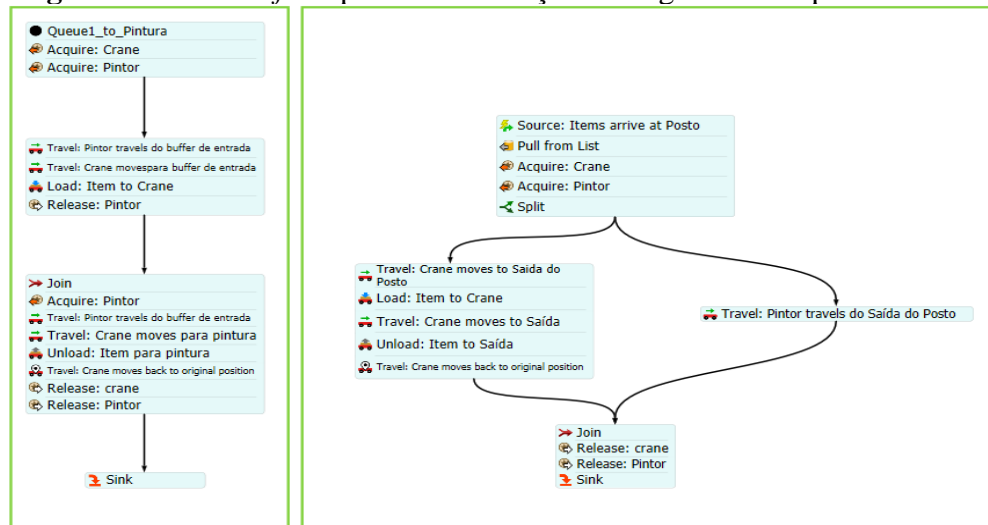 Queue1_to_Pintura
Acquire: Crane
Acquire: Pintor
Travel: Pintor travels do buffer de entrada
Travel: Crane movespara buffer de entrada
Load: Item to Crane
Release: Pintor
Join
Acquire: Pintor
Travel: Pintor travels do buffer de entrada
Travel: Crane moves para pintura
Unload: Item para pintura
Travel: Crane moves back to original position
Release: crane
Release: Pintor
Sink
Source: Items arrive at Posto
Pull from List
Acquire: Crane
Acquire: Pintor
Split
Travel: Crane moves to Saida do
Posto
Load: Item to Crane
Travel: Crane moves to Saída
Unload: Item to Saída
Travel: Crane moves back to original position
Travel: Pintor travels do Saída do Posto
Join
Release: crane
Release: Pintor
Sink